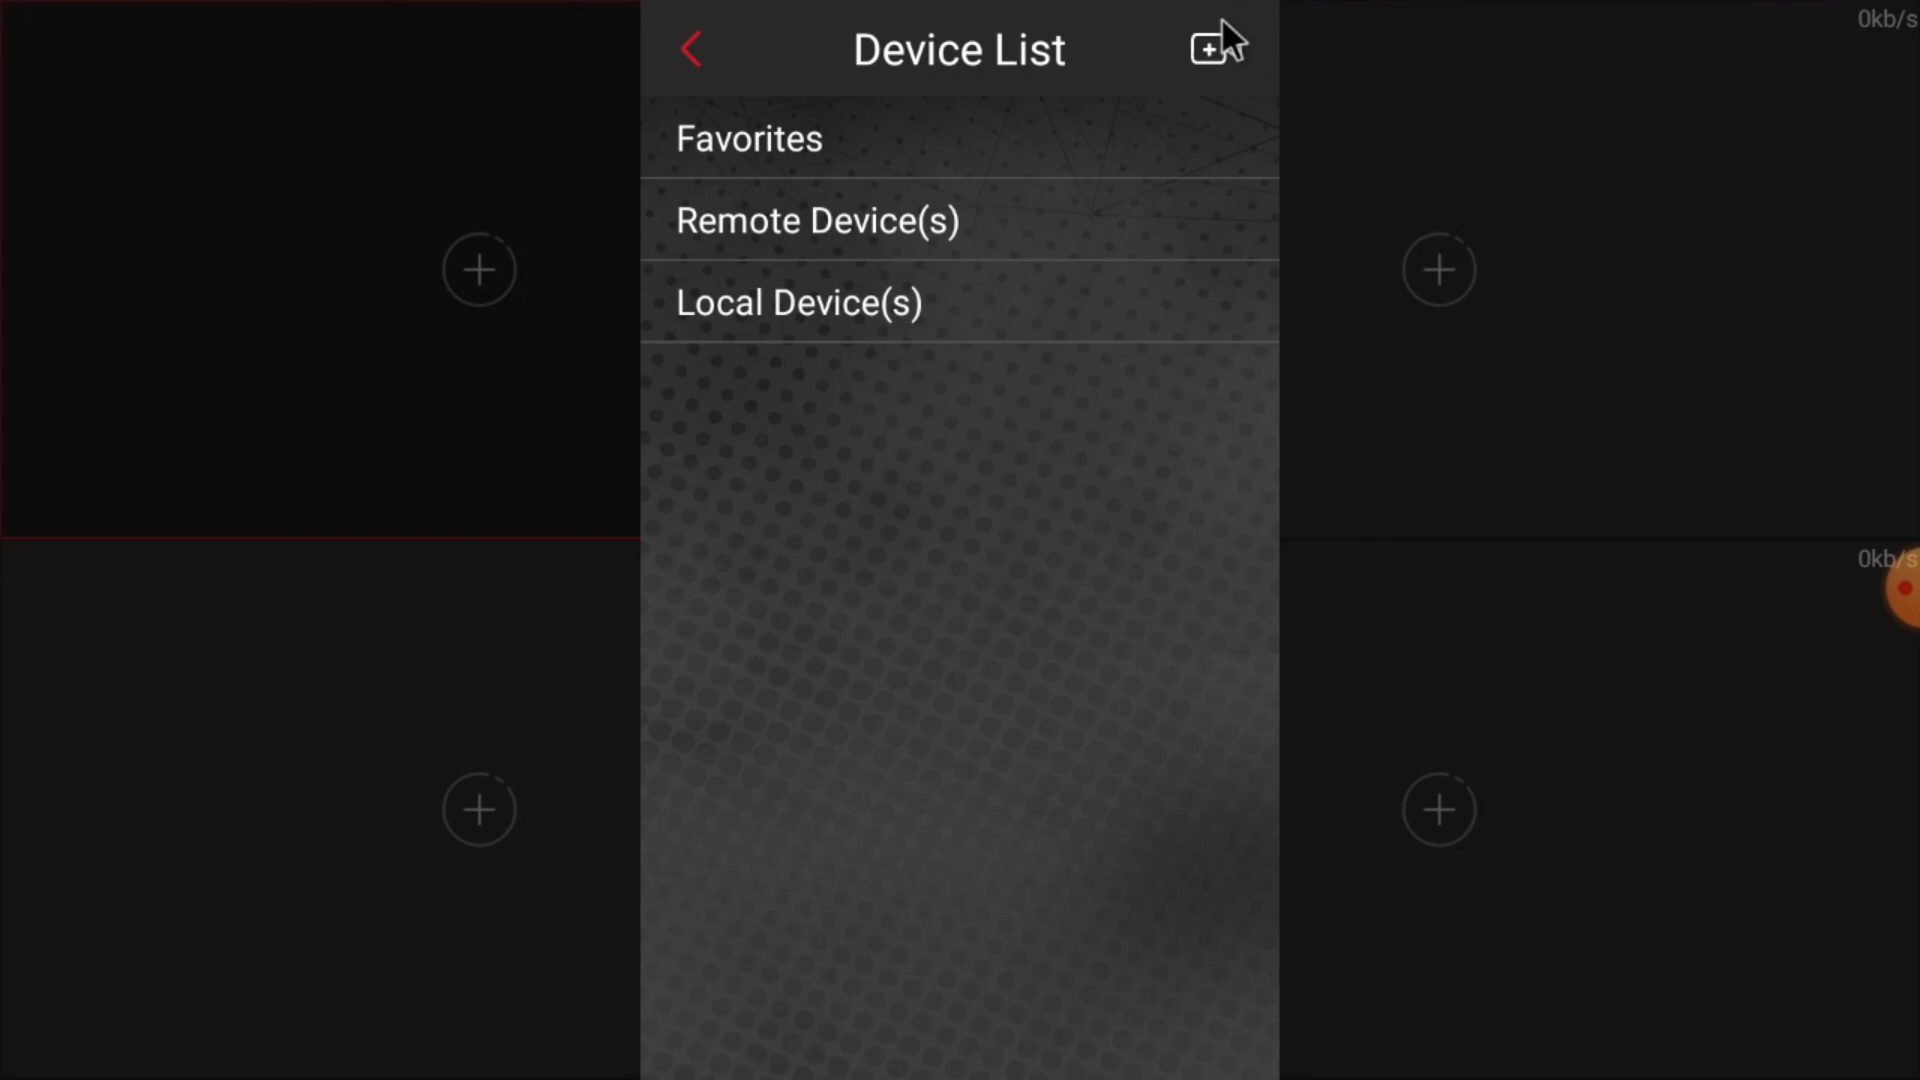 Device List
0kb/s
Favorites
Remote Device(s)
Local Device(s)
0kb/s